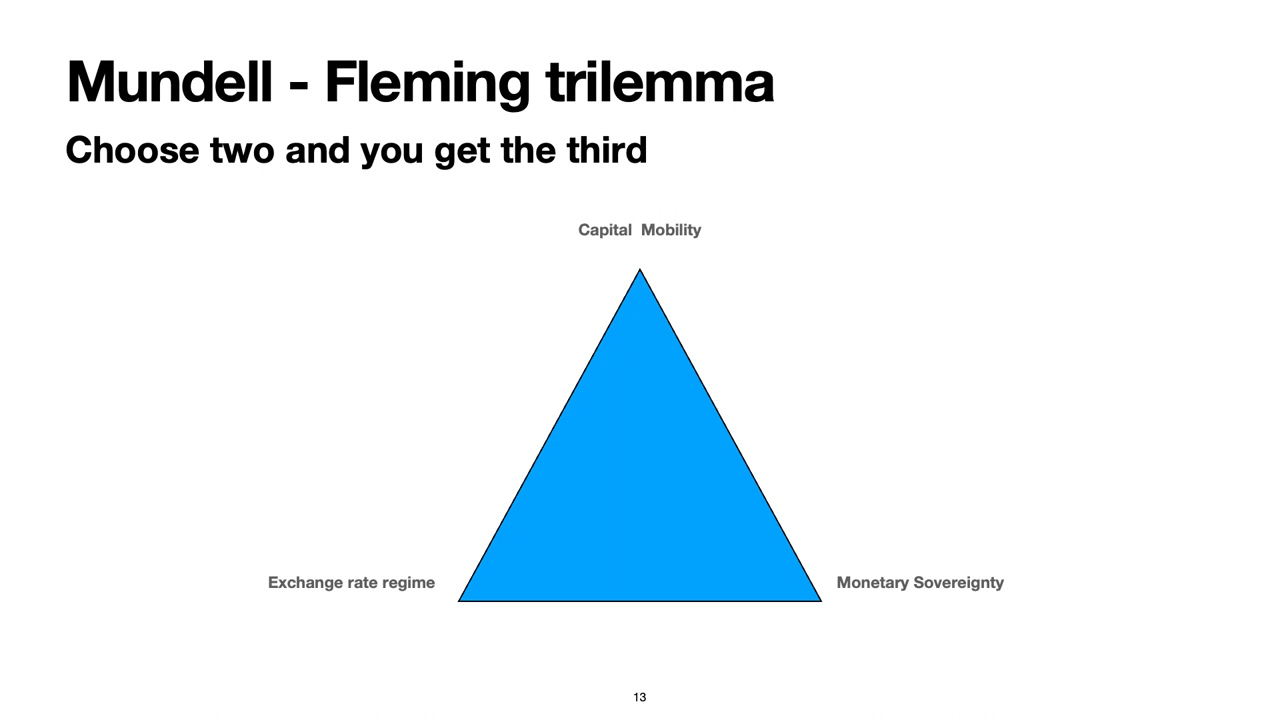 Mundell - Fleming trilemma
Choose two and you get the third
Capital  Mobility
Exchange rate regime
Monetary Sovereignty
13